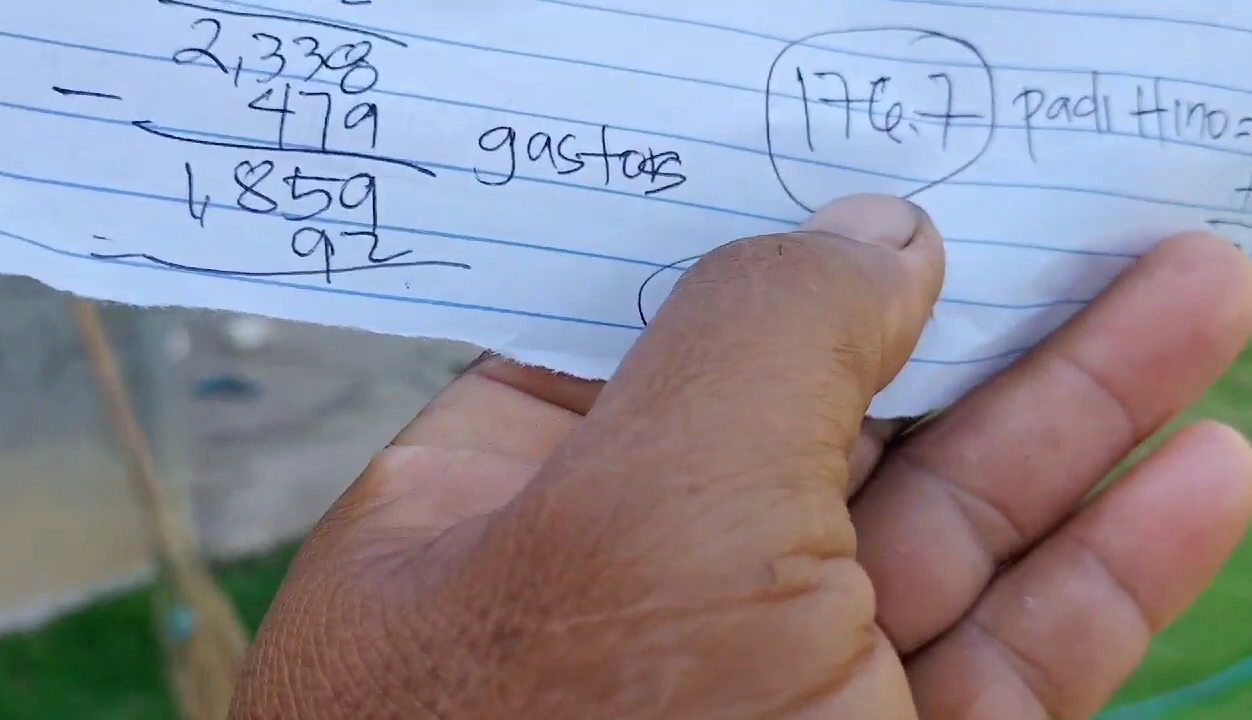 2,338
- 479
gastos
1,859
- 92
176.7 padi Hino=